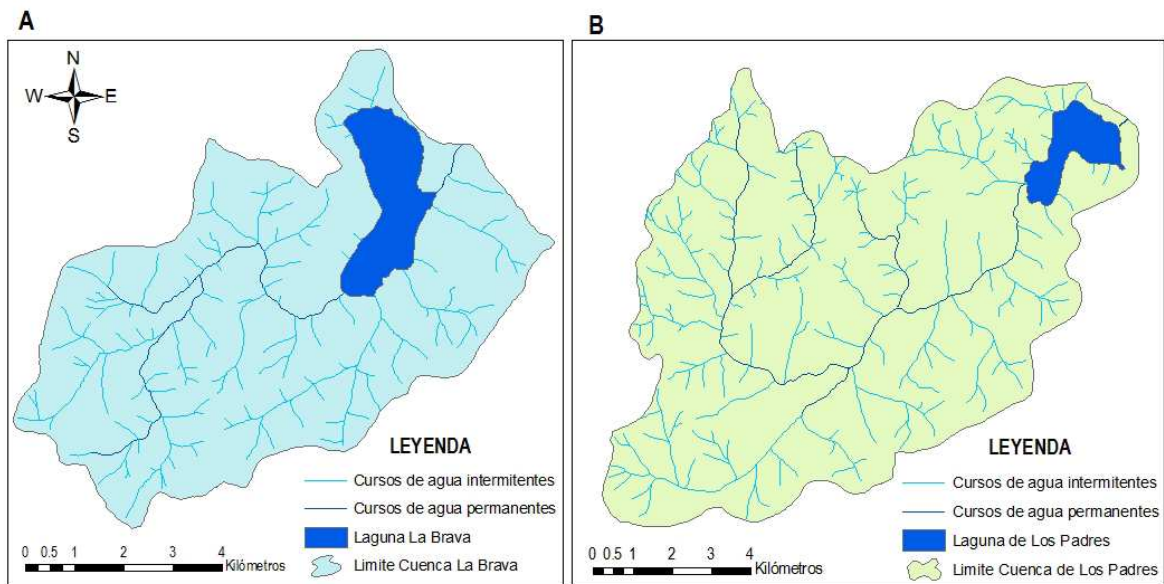 A
N
W E
S
LEYENDA
Cursos de agua intermitentes
Cursos de agua permanentes
Laguna La Brava
Limite Cuenca La Brava
0 0.5 1 2 3 4
Kilómetros
B
LEYENDA
Cursos de agua intermitentes
Cursos de agua permanentes
Laguna de Los Padres
Limite Cuenca de Los Padres
0 0.5 1 2 3 4
Kilómetros